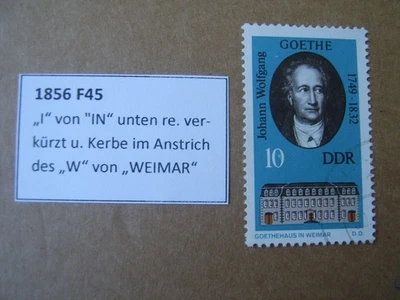 1856 F45
„I“ von "IN“ unten re. ver-
kürzt u. Kerbe im Anstrich
des „W“ von „WEIMAR“
GOETHE
Johann Wolfgang
1749-1832
10 DDR
GOETHEHAUS IN WEIMAR D.D.